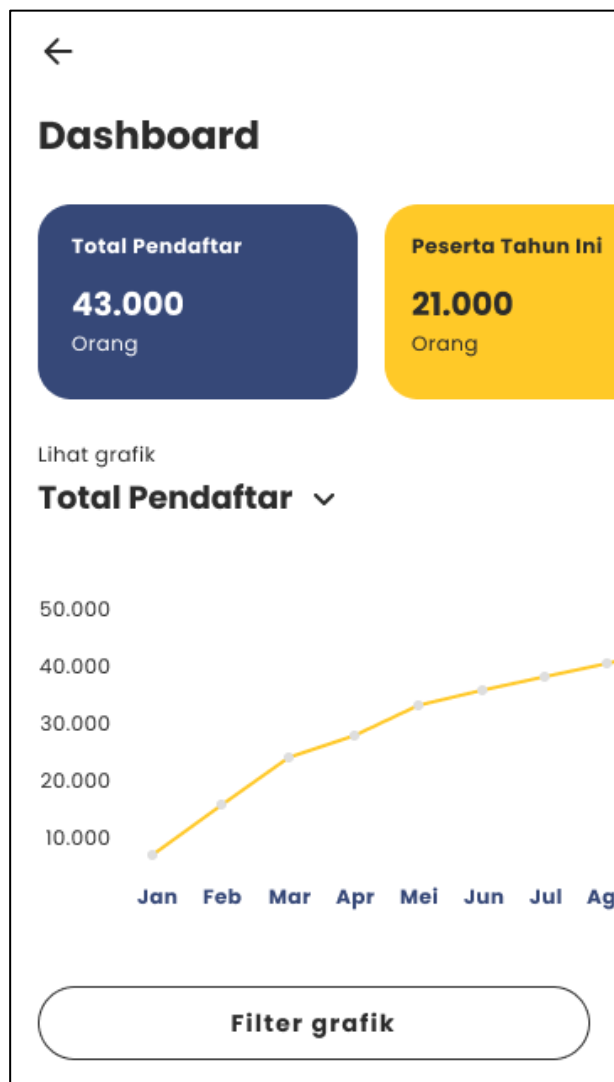 Dashboard
Total Pendaftar
43.000
Orang
Peserta Tahun Ini
21.000
Orang
Lihat grafik
Total Pendaftar
50.000
40.000
30.000
20.000
10.000
Jan Feb Mar Apr Mei Jun Jul Ag
Filter grafik